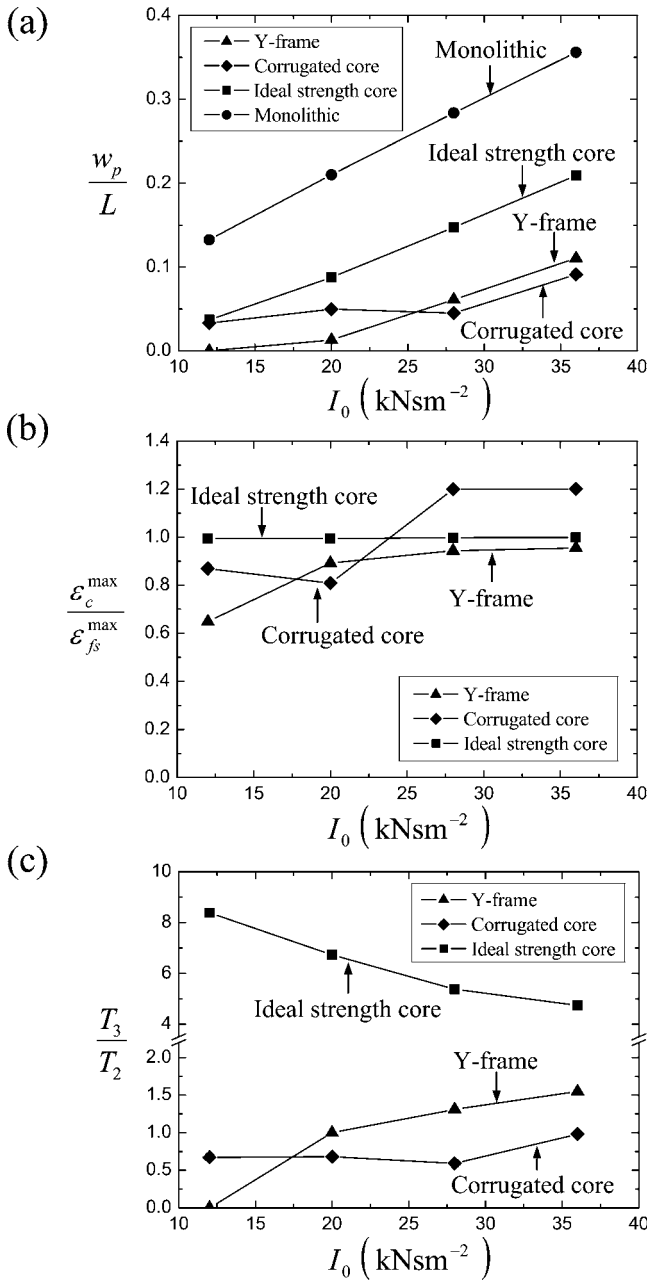 (a)
Y-frame
Corrugated core
Ideal strength core
Monolithic
Monolithic
Ideal strength core
Y-frame
Corrugated core
0.4
0.3
0.2
0.1
0.0
w_p
L
10 15 20 25 30 35 40
I_0 (kNsm^{-2})
(b)
1.4
1.2
1.0
0.8
0.6
0.4
0.2
0.0
Ideal strength core
Y-frame
Corrugated core
Y-frame
Corrugated core
Ideal strength core
ε_c^{max}
ε_{fs}^{max}
10 15 20 25 30 35 40
I_0 (kNsm^{-2})
(c)
10
8
6
4
2.0
1.5
1.0
0.5
0.0
Y-frame
Corrugated core
Ideal strength core
Ideal strength core
Y-frame
Corrugated core
T_3
T_2
10 15 20 25 30 35 40
I_0 (kNsm^{-2})